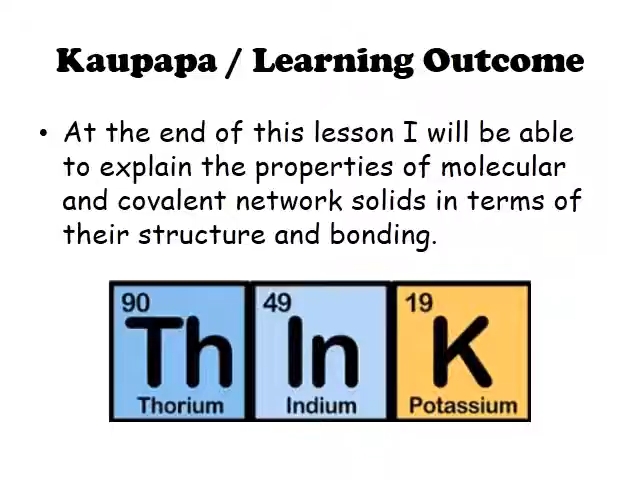 Kaupapa / Learning Outcome
• At the end of this lesson I will be able
to explain the properties of molecular
and covalent network solids in terms of
their structure and bonding.
90 49 19
Th In K
Thorium Indium Potassium